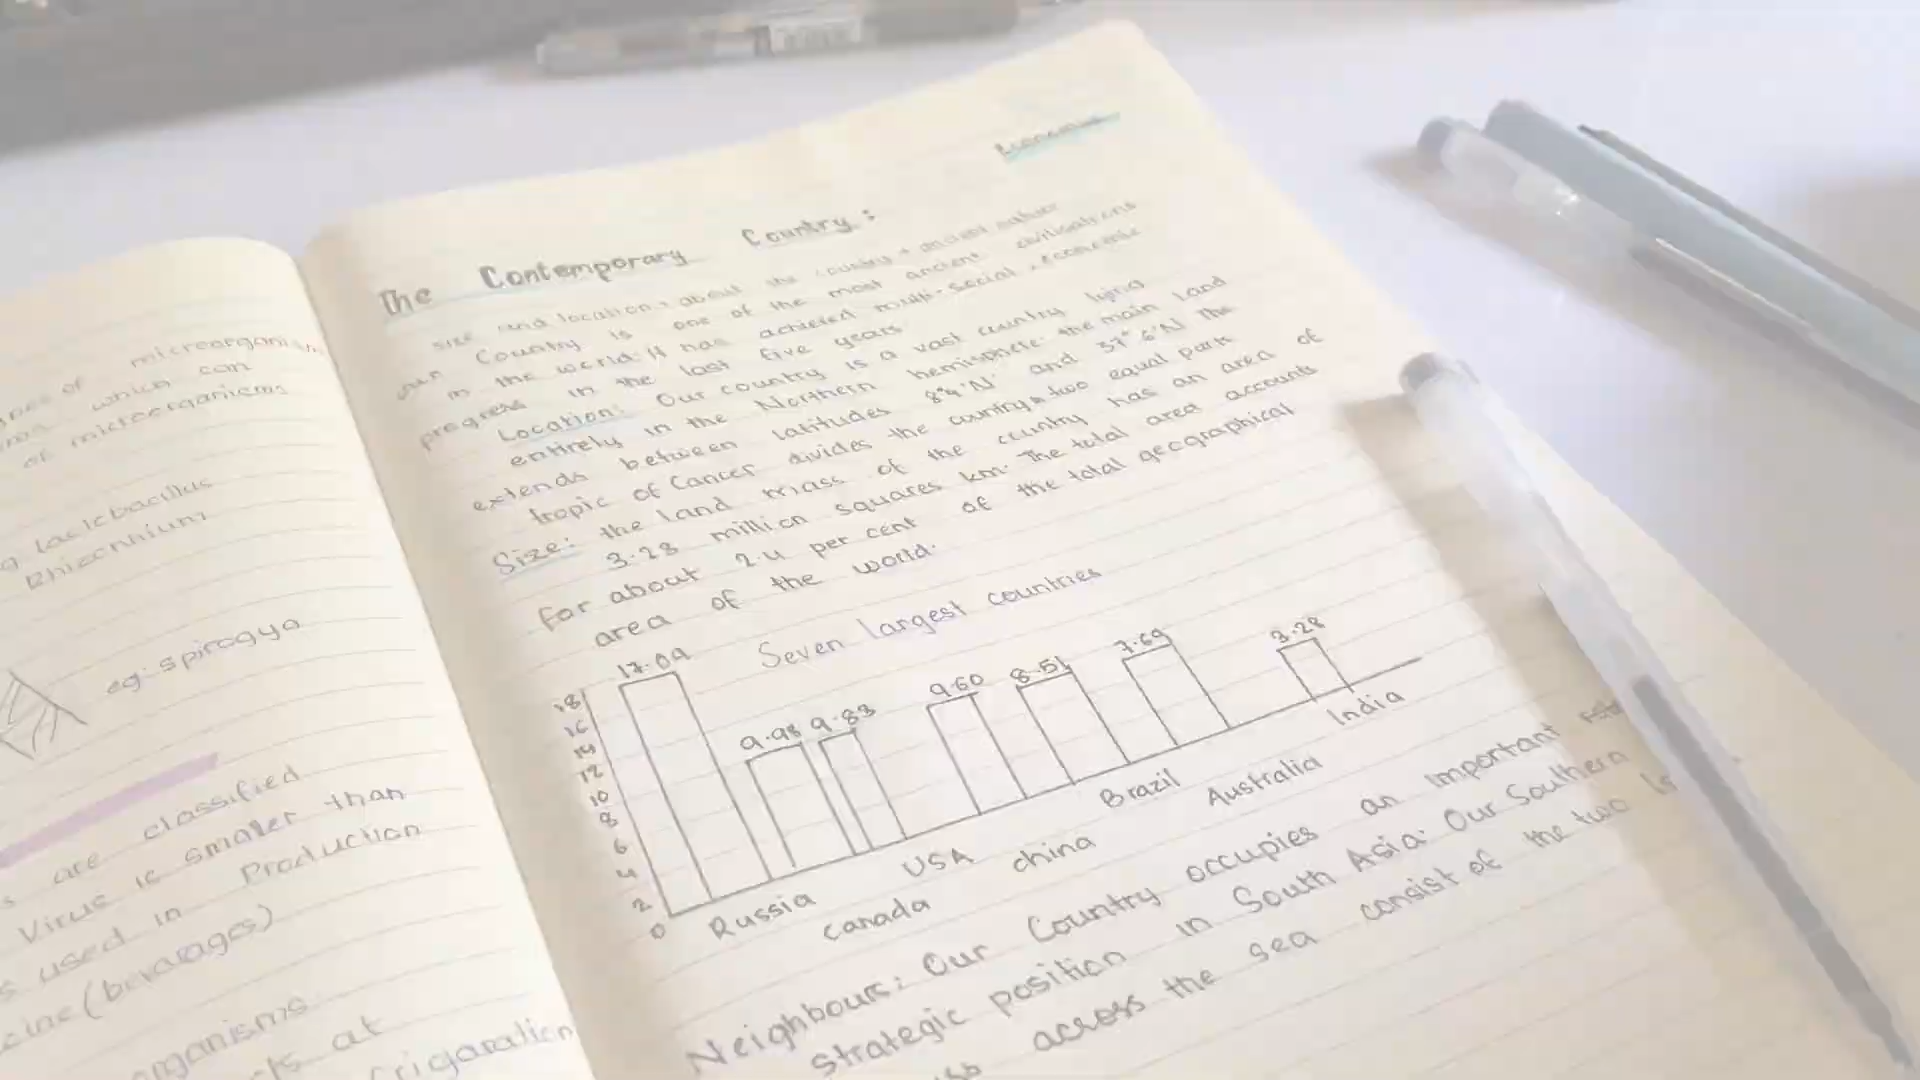 types of microorganism
which can
of microorganisms
lactobacillus
Rhizonhium
eg: spirogya
are classified
Virus is smaller than
used in Production
(bevarages)
organisms
at
Economic
The Contemporary Country:
size and location: about the country
our Country is one of the most ancient civilisations
in the world. It has achieved multi-social economic
progress in the last five years.
Location: Our country is a vast country lying
entirely in the Northern hemisphere the main land
extends between latitudes 8°4'N and 37°6'N The
tropic of Cancer divides the country two equal part
Size: the land mass of the country has an area of
3.28 million squares km. The total area accounts
for about 2.4 per cent of the total geographical
area of the world.
Seven largest countries
17.09
9.98
9.83
9.60
8.51
7.69
3.28
18
16
14
12
10
8
6
4
2
0
Russia
Canada
USA
china
Brazil
Australia
India
Neighbours: Our Country occupies an important
strategic position in South Asia. Our Southern
across the sea consist of the two